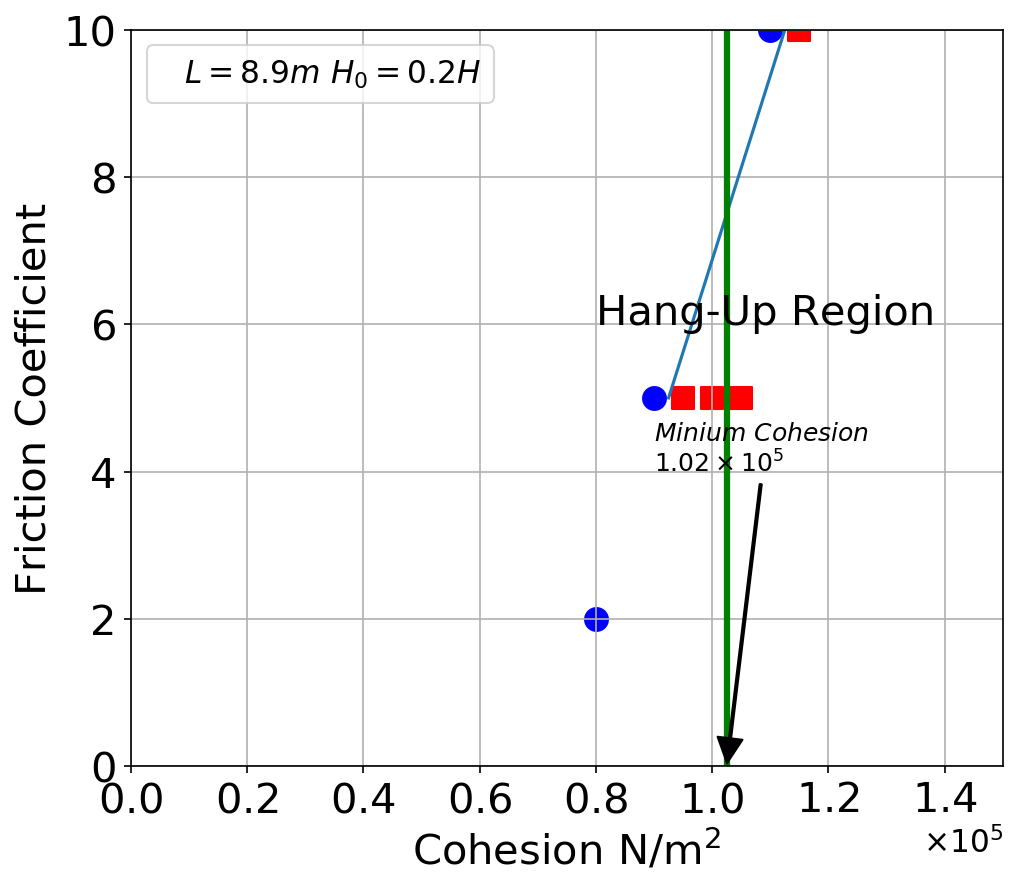 10
L = 8.9m H₀ = 0.2H
8
6
Hang-Up Region
Minium Cohesion
4
1.02 × 10⁵
2
0
Friction Coefficient
0.0 0.2 0.4 0.6 0.8 1.0 1.2 1.4
×10⁵
Cohesion N/m²